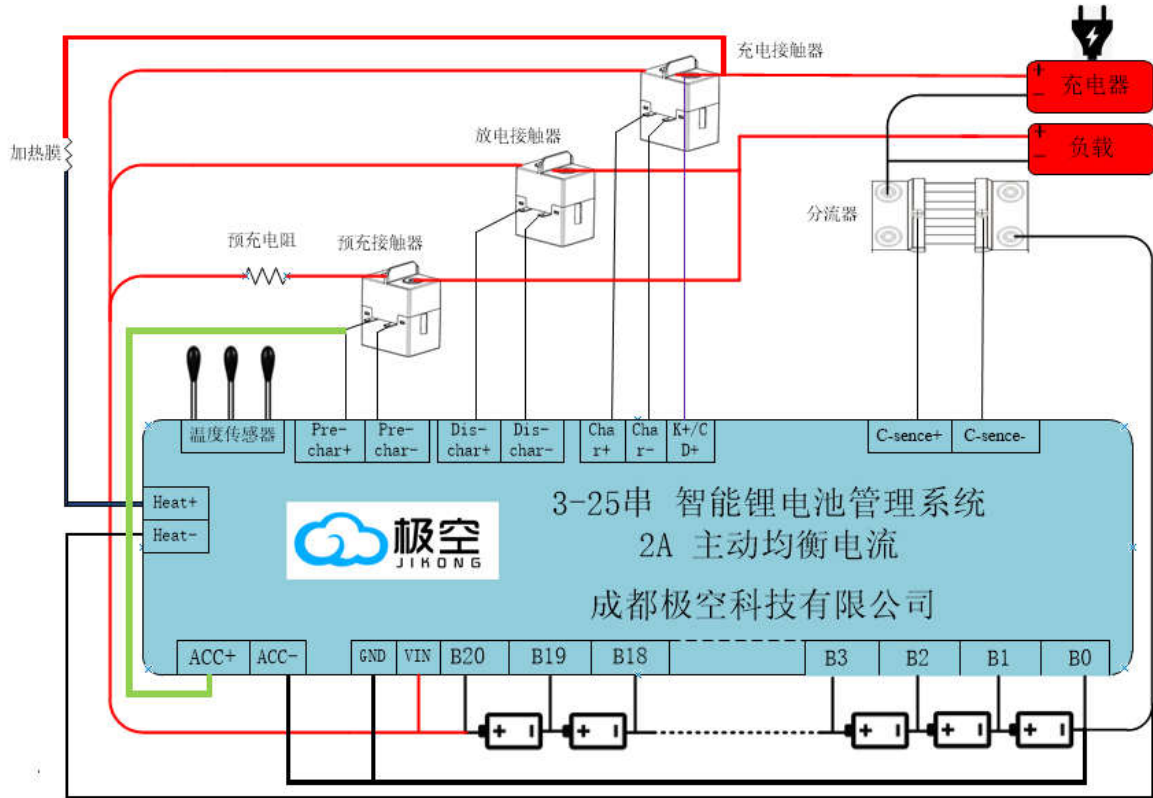 充电接触器
+
充电器
−
放电接触器
+
负载
−
加热膜
分流器
预充电阻
预充接触器
温度传感器
Pre-
char+
Pre-
char-
Dis-
char+
Dis-
char-
Cha
r+
Cha
r-
K+/C
D+
C-sence+
C-sence-
Heat+
Heat-
极空
JIKONG
3-25串 智能锂电池管理系统
2A 主动均衡电流
成都极空科技有限公司
ACC+
ACC-
GND
VIN
B20
B19
B18
B3
B2
B1
B0
+ −
+ −
+ −
+ −
+ −